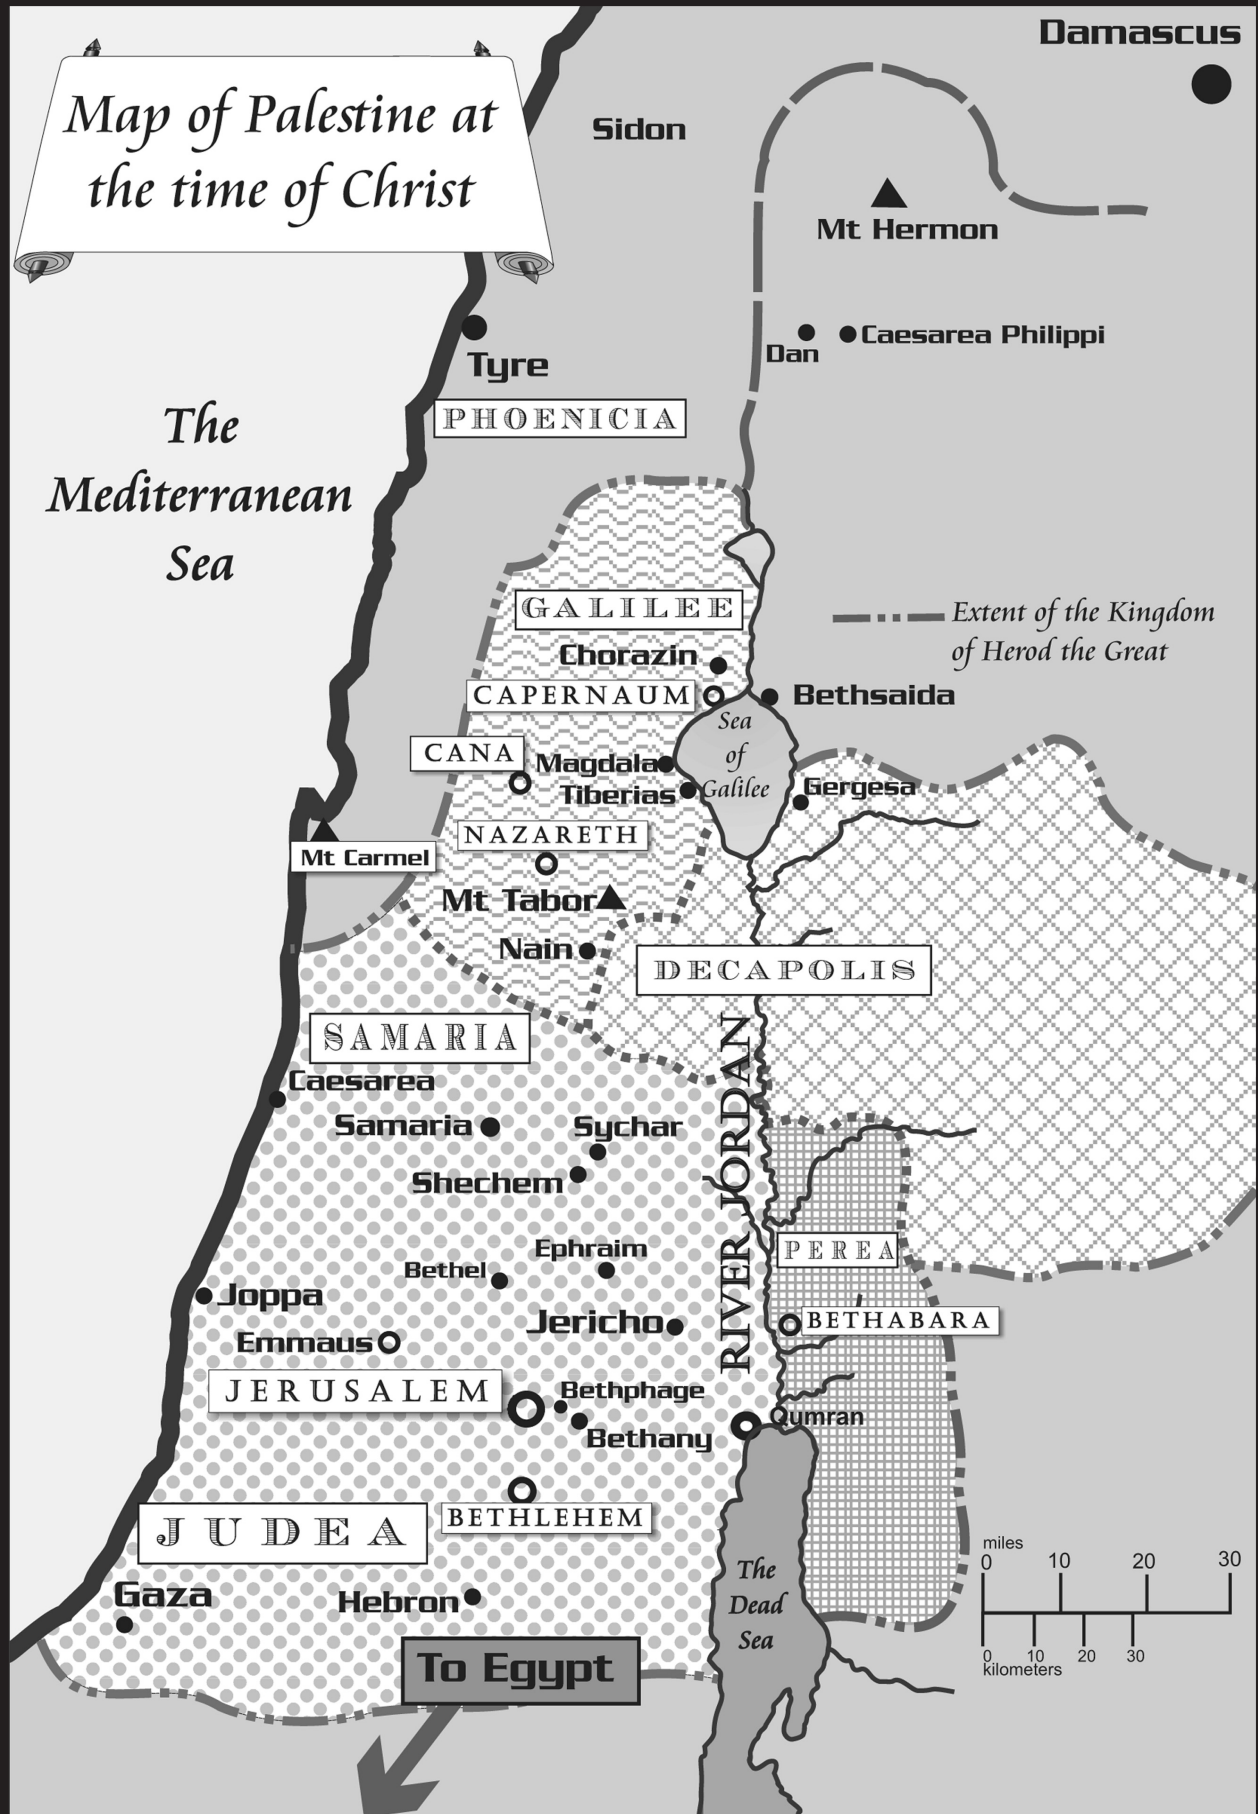 Damascus
Map of Palestine at
the time of Christ
Sidon
Mt Hermon
Dan
Caesarea Philippi
Tyre
PHOENICIA
The
Mediterranean
Sea
GALILEE
Extent of the Kingdom
of Herod the Great
Chorazin
CAPERNAUM
Bethsaida
Sea
of
Galilee
CANA
Magdala
Tiberias
Gergesa
NAZARETH
Mt Carmel
Mt Tabor
Nain
DECAPOLIS
SAMARIA
RIVER JORDAN
Caesarea
Samaria
Sychar
Shechem
Ephraim
Bethel
PEREA
Joppa
Jericho
BETHABARA
Emmaus
JERUSALEM
Bethphage
Qumran
Bethany
BETHLEHEM
JUDEA
Gaza
Hebron
The
Dead
Sea
To Egypt
miles
0 10 20 30
0 10 20 30
kilometers